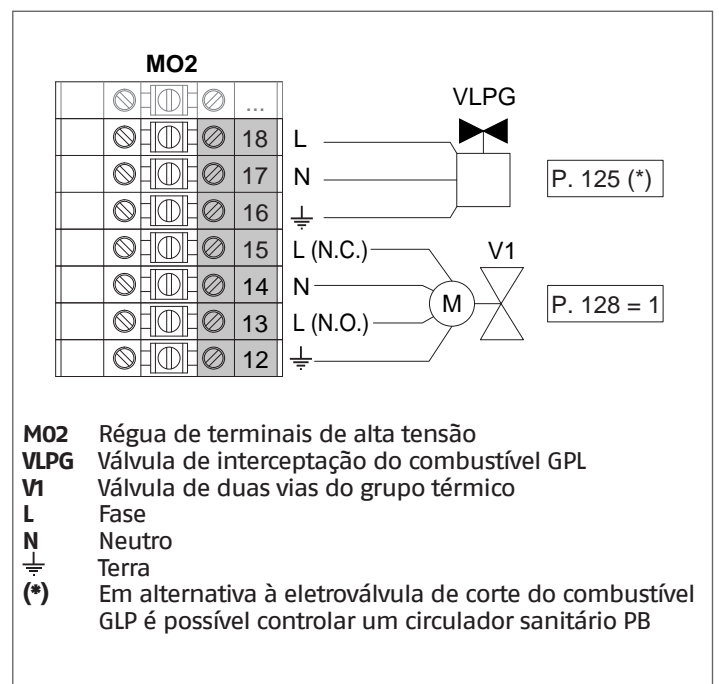 MO2
...
VLPG
18 L
17 N P. 125 (*)
16
15 L (N.C.) V1
14 N
M P. 128 = 1
13 L (N.O.)
12
M02 Régua de terminais de alta tensão
VLPG Válvula de interceptação do combustível GPL
V1 Válvula de duas vias do grupo térmico
L Fase
N Neutro
⏚ Terra
(*) Em alternativa à eletroválvula de corte do combustível
GLP é possível controlar um circulador sanitário PB